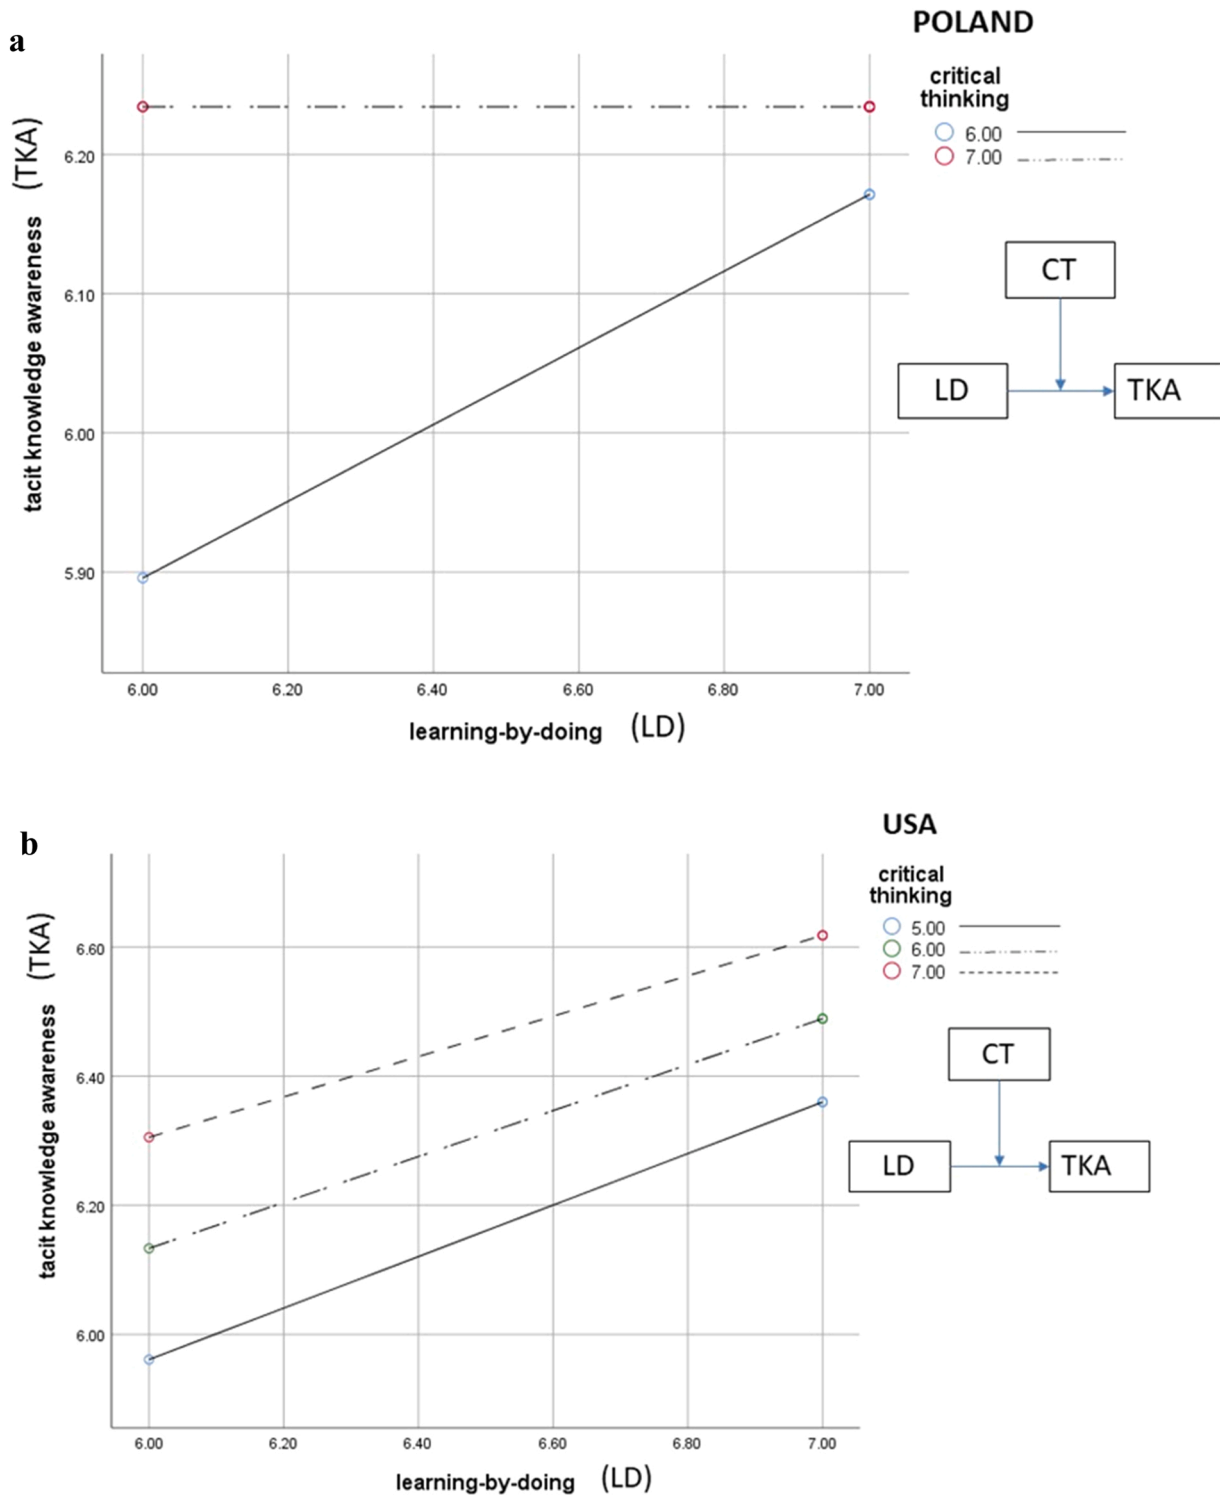 a
POLAND
critical
thinking
6.00
7.00
tacit knowledge awareness (TKA)
6.20
6.10
6.00
5.90
CT
LD
TKA
6.00 6.20 6.40 6.60 6.80 7.00
learning-by-doing (LD)
b
USA
critical
thinking
5.00
6.00
7.00
tacit knowledge awareness (TKA)
6.60
6.40
6.20
6.00
CT
LD
TKA
6.00 6.20 6.40 6.60 6.80 7.00
learning-by-doing (LD)